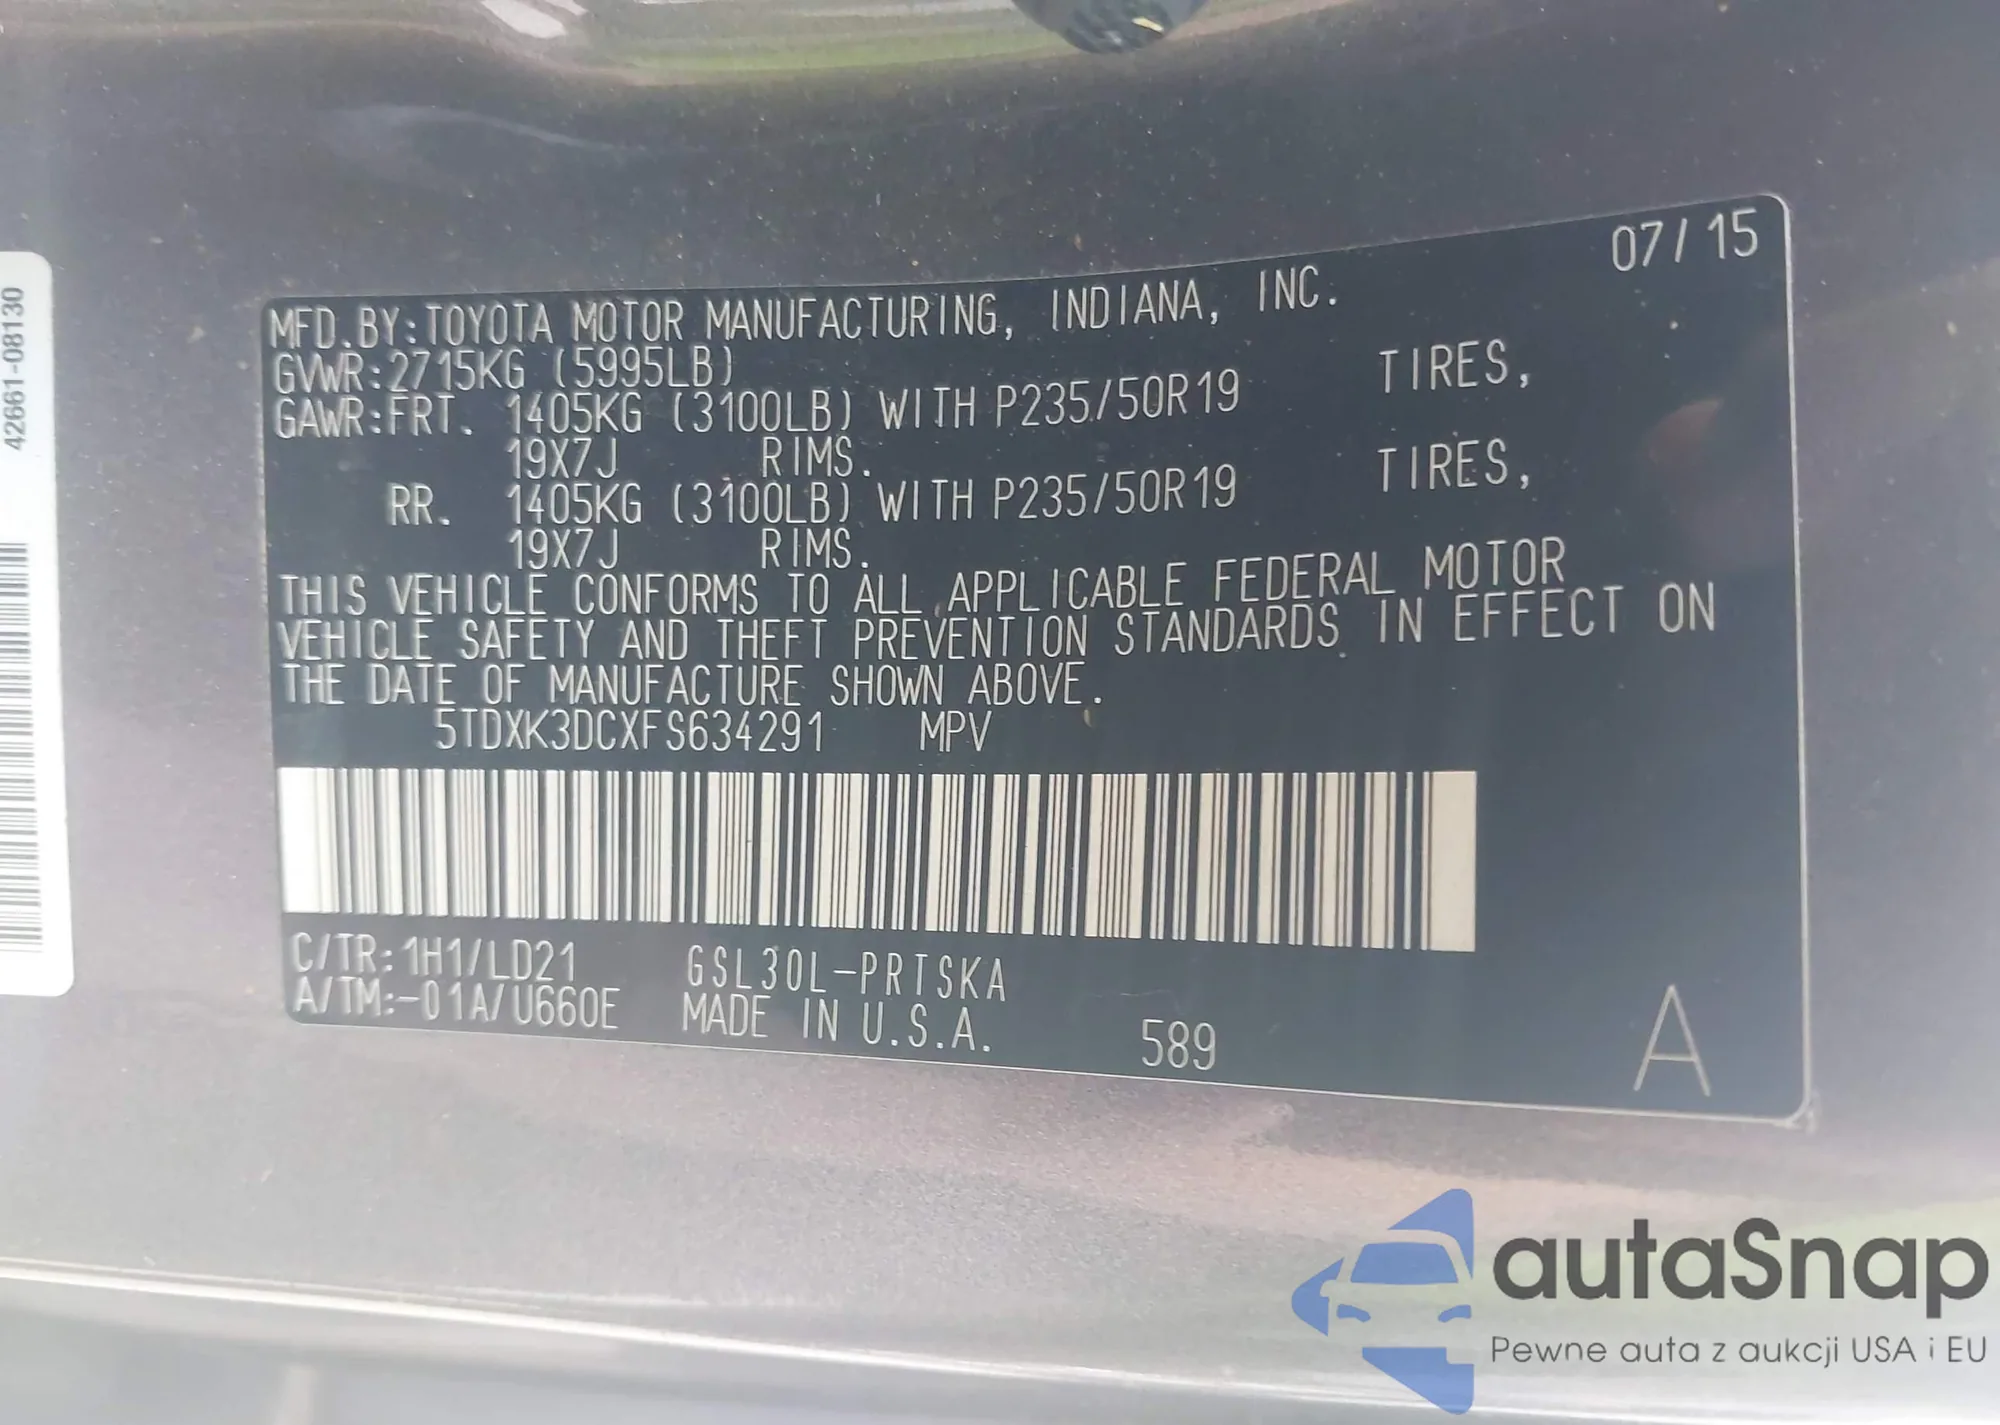 42661-08130
07/15
MFD.BY:TOYOTA MOTOR MANUFACTURING, INDIANA, INC.
GVWR:2715KG (5995LB)
GAWR:FRT. 1405KG (3100LB) WITH P235/50R19 TIRES,
19X7J RIMS.
RR. 1405KG (3100LB) WITH P235/50R19 TIRES,
19X7J RIMS.
THIS VEHICLE CONFORMS TO ALL APPLICABLE FEDERAL MOTOR
VEHICLE SAFETY AND THEFT PREVENTION STANDARDS IN EFFECT ON
THE DATE OF MANUFACTURE SHOWN ABOVE.
5TDXK3DCXFS634291 MPV
C/TR:1H1/LD21 GSL30L-PRTSKA
A/TM:-01A/U660E MADE IN U.S.A. 589
A
autaSnap
Pewne auta z aukcji USA i EU